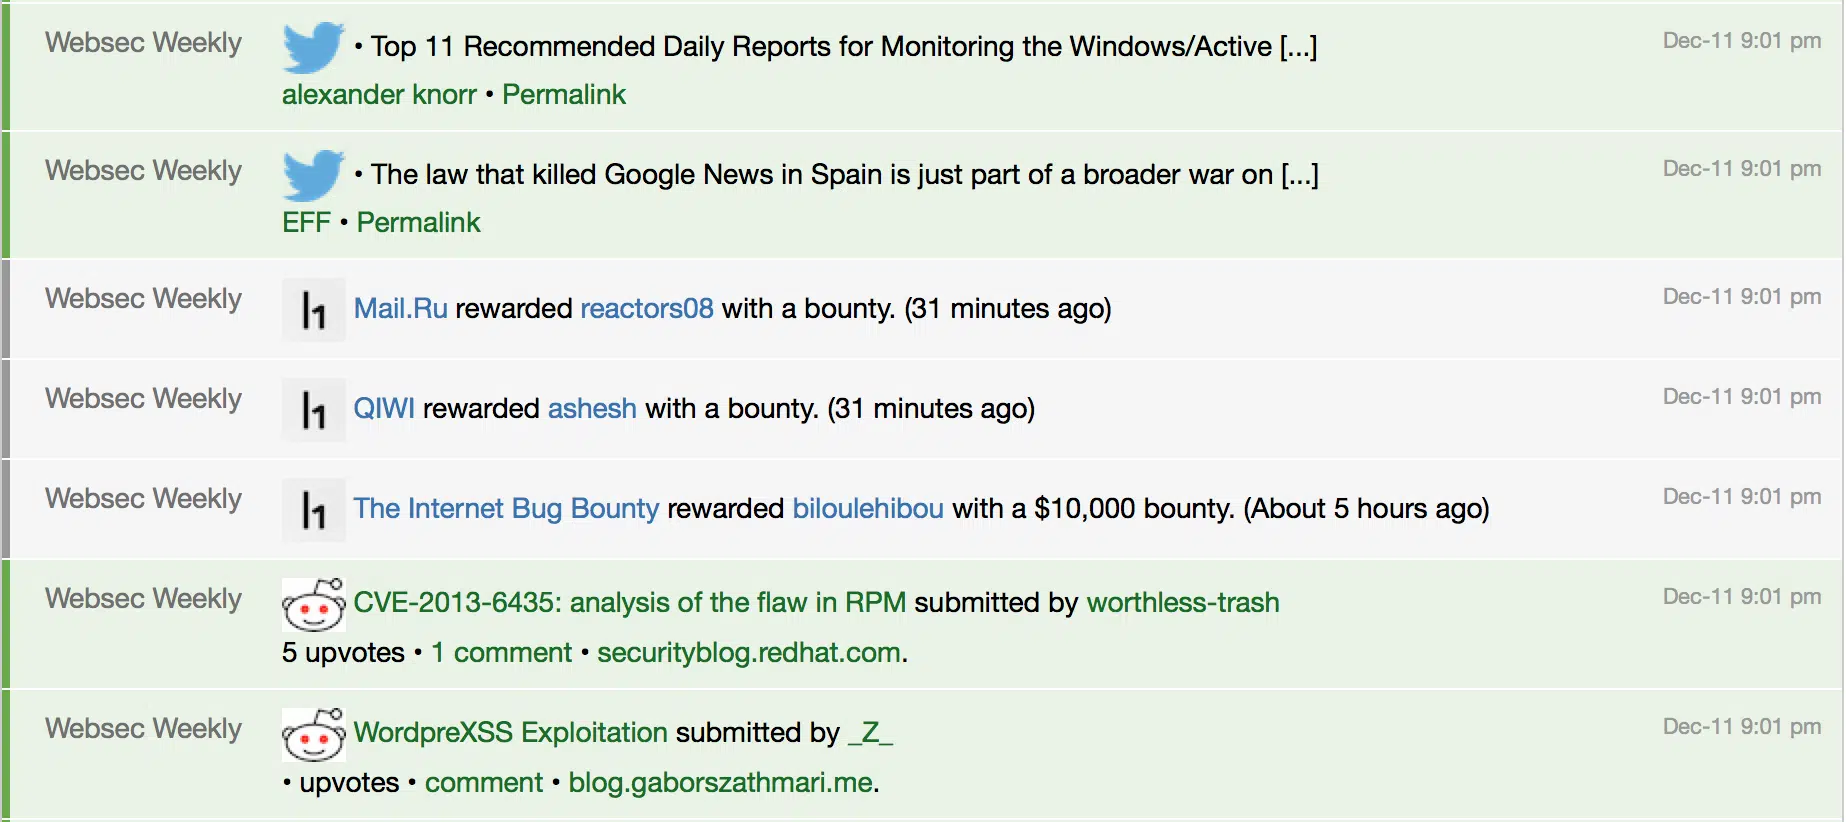 Websec Weekly • Top 11 Recommended Daily Reports for Monitoring the Windows/Active [...] Dec-11 9:01 pm
alexander knorr • Permalink
Websec Weekly • The law that killed Google News in Spain is just part of a broader war on [...] Dec-11 9:01 pm
EFF • Permalink
Websec Weekly h1 Mail.Ru rewarded reactors08 with a bounty. (31 minutes ago) Dec-11 9:01 pm
Websec Weekly h1 QIWI rewarded ashesh with a bounty. (31 minutes ago) Dec-11 9:01 pm
Websec Weekly h1 The Internet Bug Bounty rewarded biloulehibou with a $10,000 bounty. (About 5 hours ago) Dec-11 9:01 pm
Websec Weekly CVE-2013-6435: analysis of the flaw in RPM submitted by worthless-trash Dec-11 9:01 pm
5 upvotes • 1 comment • securityblog.redhat.com.
Websec Weekly WordpreXSS Exploitation submitted by _Z_ Dec-11 9:01 pm
• upvotes • comment • blog.gaborszathmari.me.